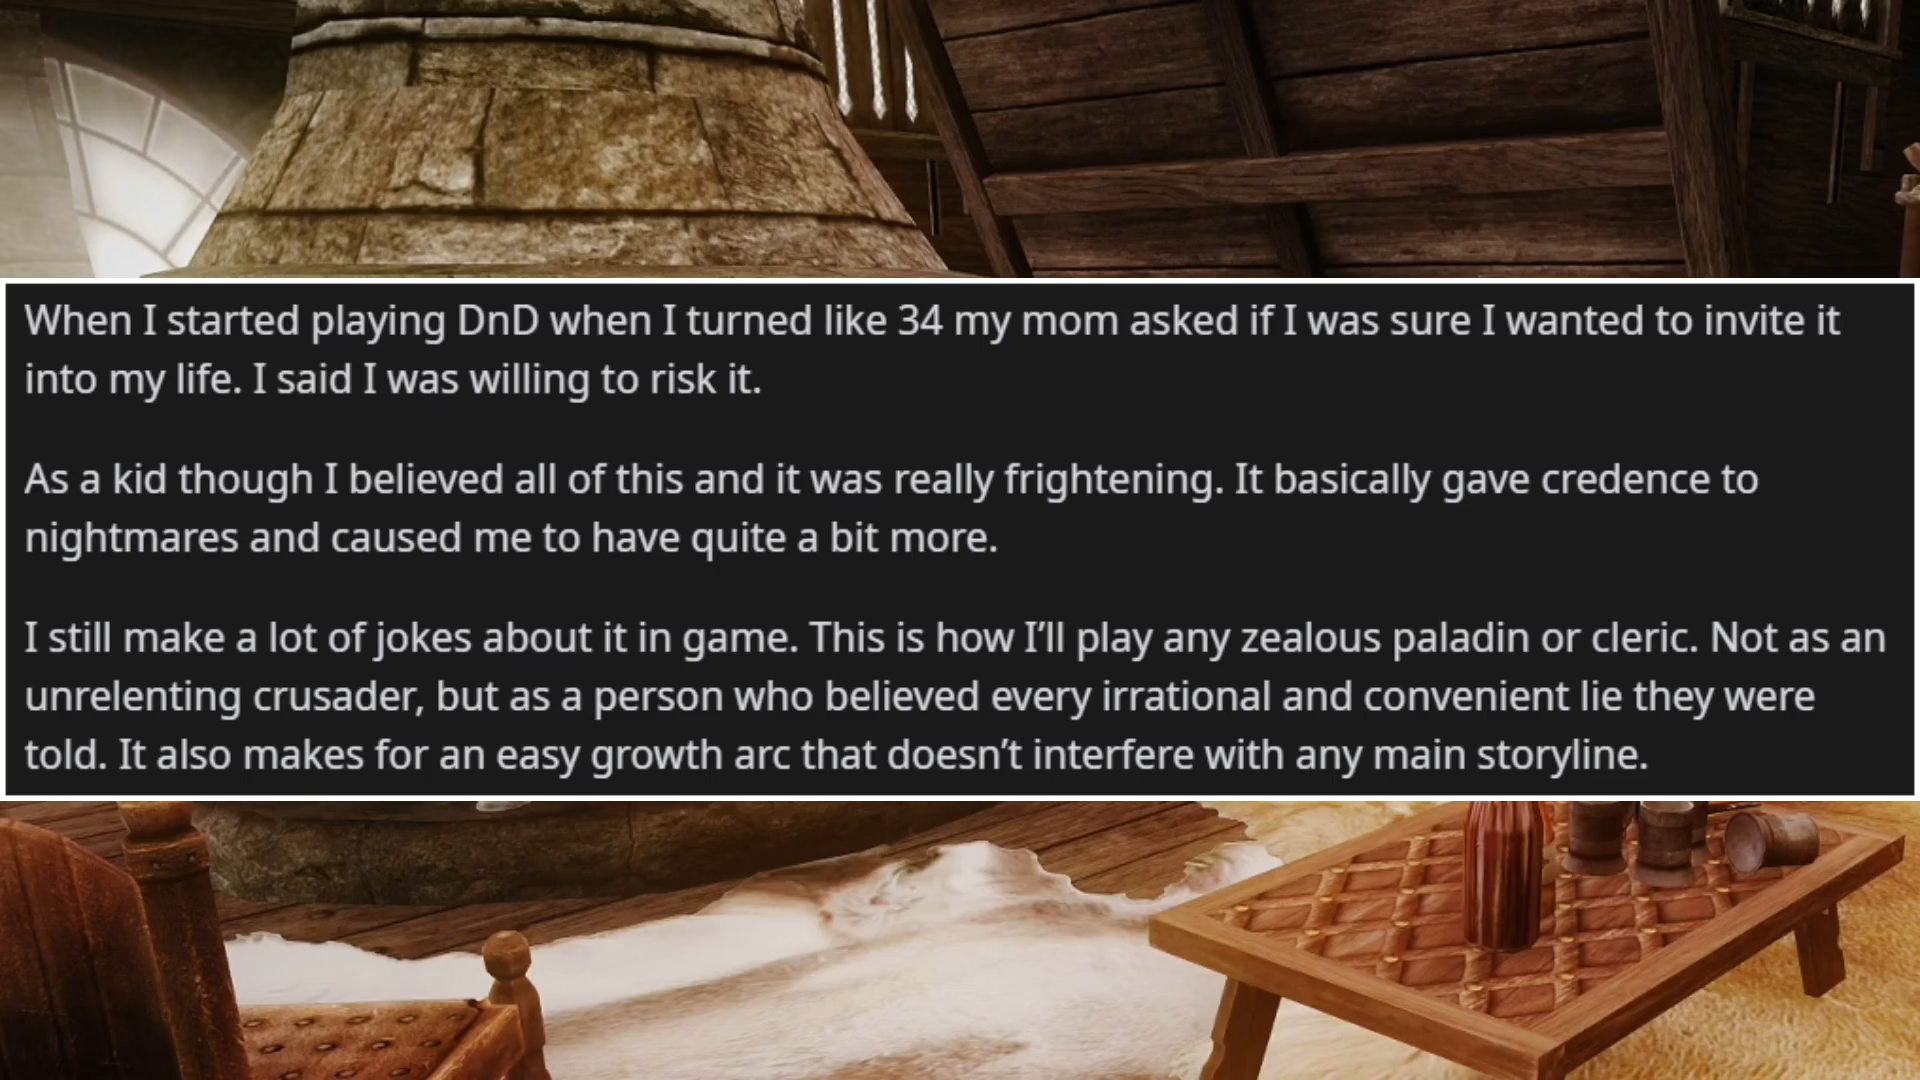 When I started playing DnD when I turned like 34 my mom asked if I was sure I wanted to invite it
into my life. I said I was willing to risk it.
As a kid though I believed all of this and it was really frightening. It basically gave credence to
nightmares and caused me to have quite a bit more.
I still make a lot of jokes about it in game. This is how I’ll play any zealous paladin or cleric. Not as an
unrelenting crusader, but as a person who believed every irrational and convenient lie they were
told. It also makes for an easy growth arc that doesn’t interfere with any main storyline.